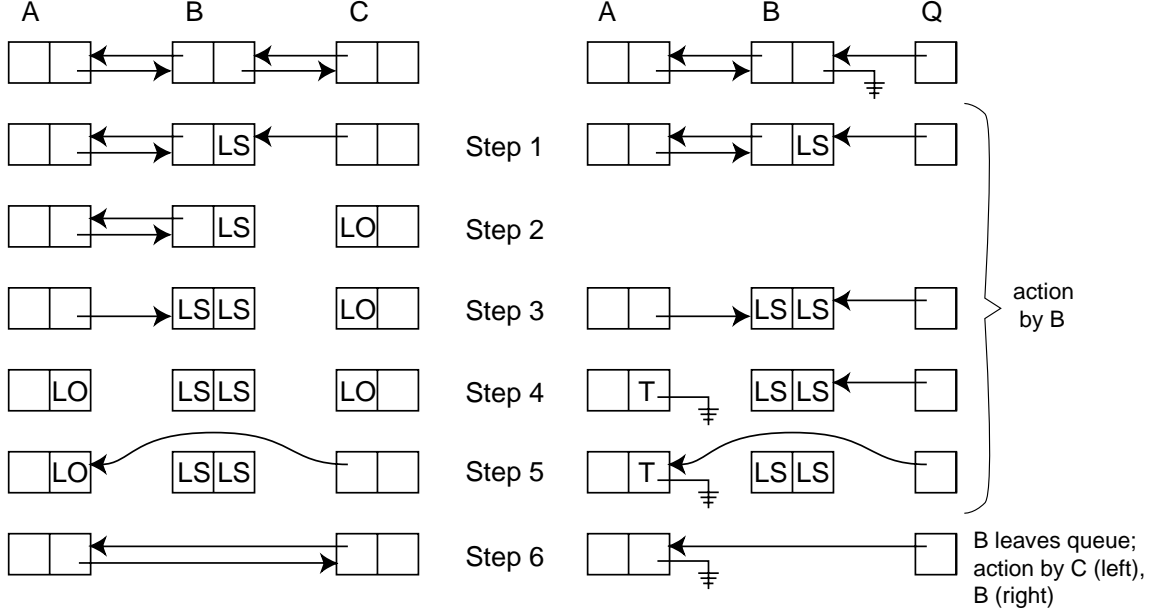 A B C A B Q
LS Step 1 LS
LS LO Step 2
LS LS LO Step 3 LS LS
action
by B
LO LS LS LO Step 4 T LS LS
LO LS LS Step 5 T LS LS
Step 6
B leaves queue;
action by C (left),
B (right)